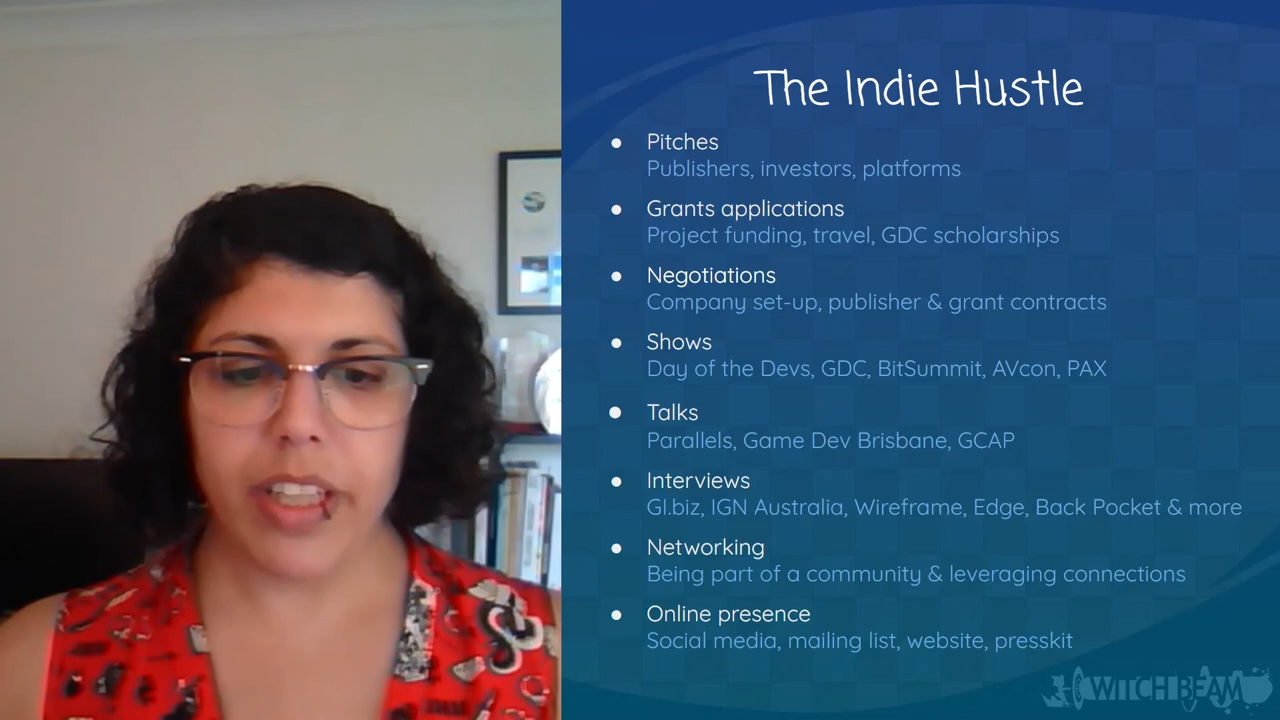 The Indie Hustle
● Pitches
Publishers, investors, platforms
● Grants applications
Project funding, travel, GDC scholarships
● Negotiations
Company set-up, publisher & grant contracts
● Shows
Day of the Devs, GDC, BitSummit, AVcon, PAX
● Talks
Parallels, Game Dev Brisbane, GCAP
● Interviews
GI.biz, IGN Australia, Wireframe, Edge, Back Pocket & more
● Networking
Being part of a community & leveraging connections
● Online presence
Social media, mailing list, website, presskit
WITCH BEAM